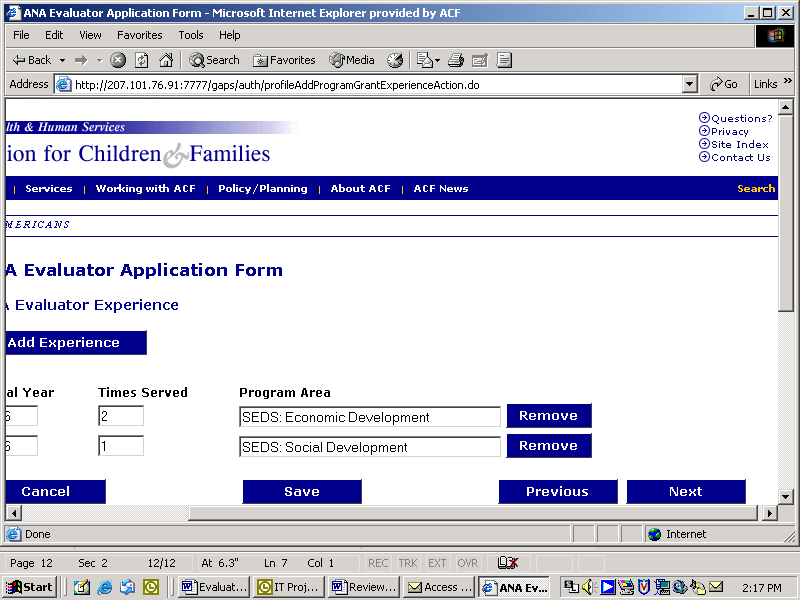 ANA Evaluator Application Form - Microsoft Internet Explorer provided by ACF
File Edit View Favorites Tools Help
Back Search Favorites Media
Address http://207.101.76.91:7777/gaps/auth/profileAddProgramGrantExperienceAction.do Go Links »
lth & Human Services
ion for Children & Families
Questions?
Privacy
Site Index
Contact Us
| Services | Working with ACF | Policy/Planning | About ACF | ACF News Search
MERICANS
A Evaluator Application Form
A Evaluator Experience
Add Experience
al Year Times Served Program Area
6 2 SEDS: Economic Development Remove
6 1 SEDS: Social Development Remove
Cancel Save Previous Next
Done Internet
Page 12 Sec 2 12/12 At 6.3" Ln 7 Col 1 REC TRK EXT OVR
Start Evaluat... IT Proj... Review... Access ... ANA Ev... 2:17 PM